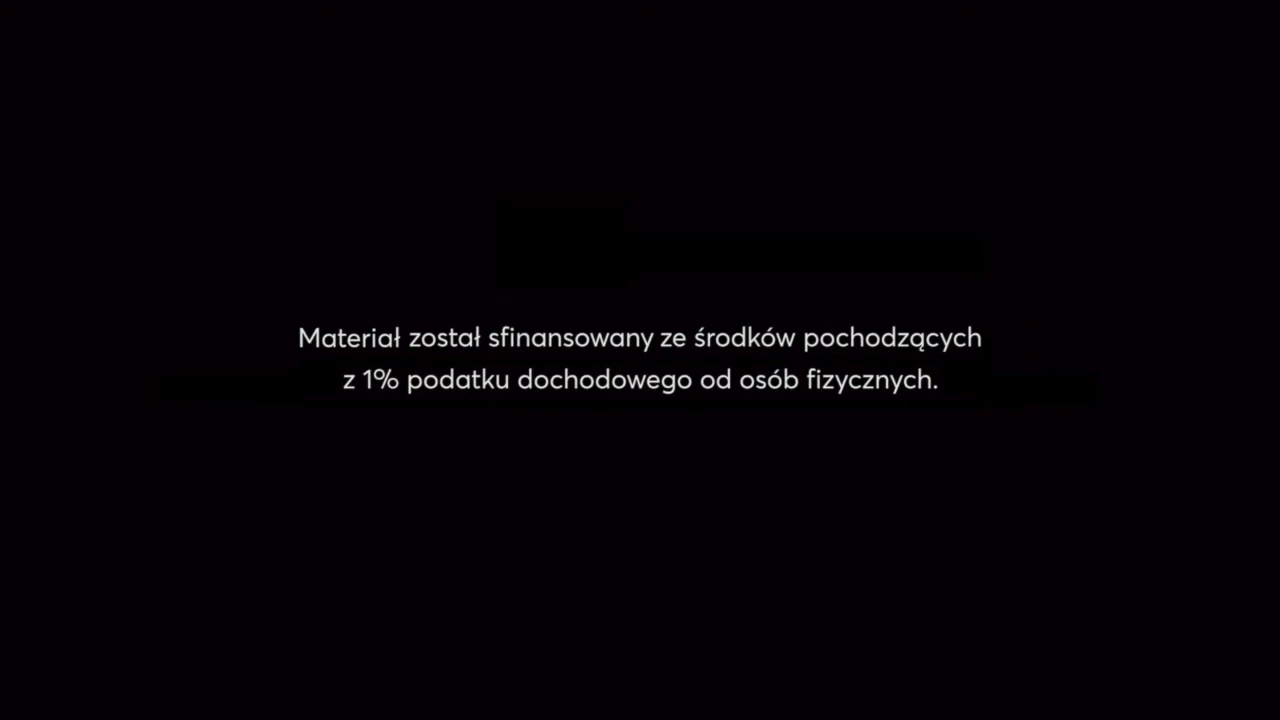 Materiał został sfinansowany ze środków pochodzących
z 1% podatku dochodowego od osób fizycznych.